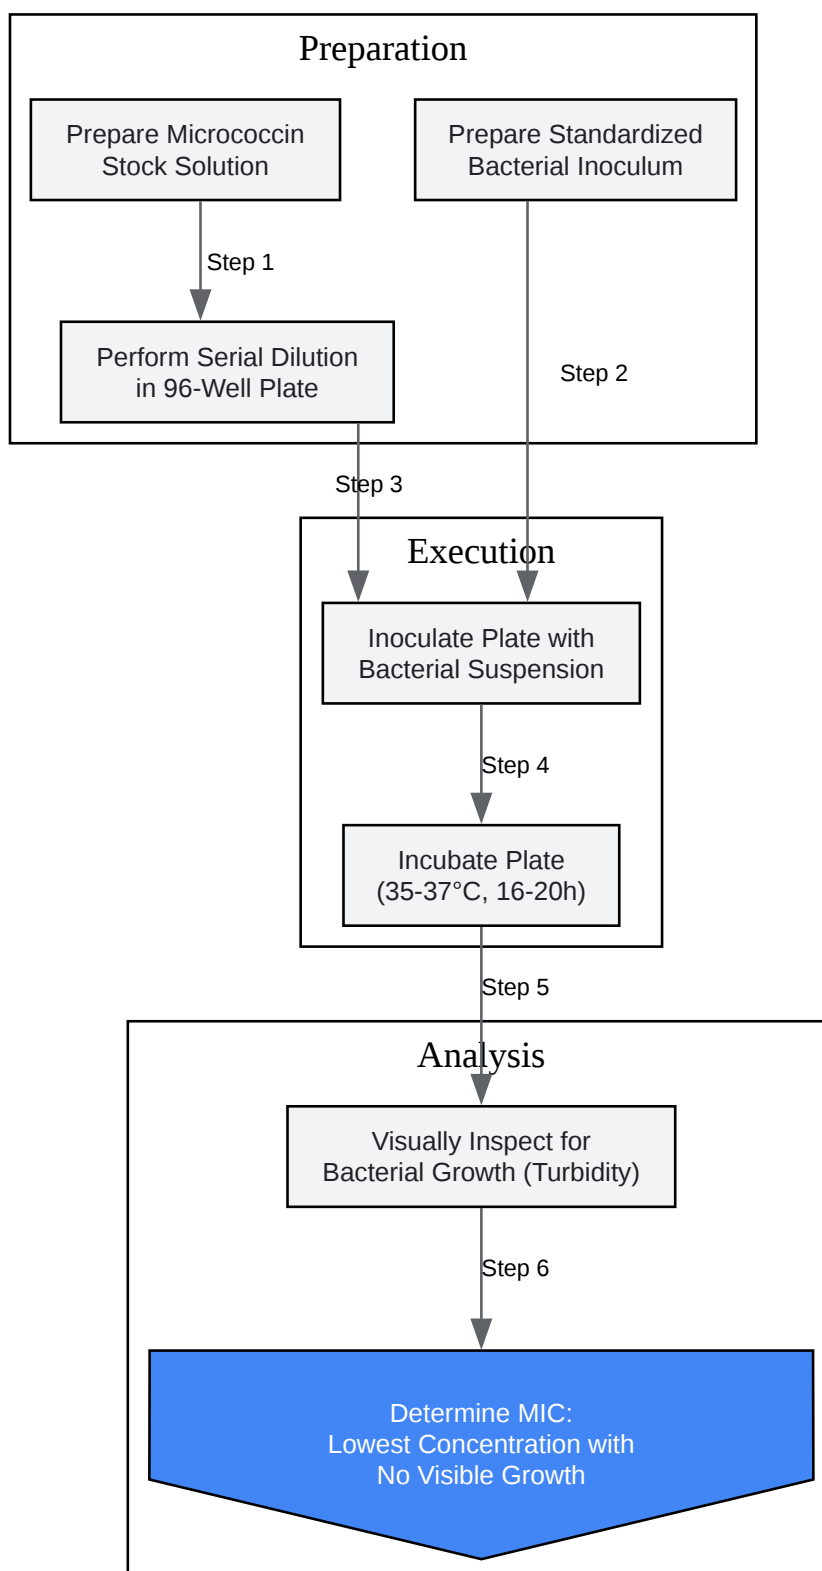 Preparation
Prepare Micrococcin
Stock Solution
Prepare Standardized
Bacterial Inoculum
Step 1
Perform Serial Dilution
in 96-Well Plate
Step 2
Step 3
Execution
Inoculate Plate with
Bacterial Suspension
Step 4
Incubate Plate
(35-37°C, 16-20h)
Step 5
Analysis
Visually Inspect for
Bacterial Growth (Turbidity)
Step 6
Determine MIC:
Lowest Concentration with
No Visible Growth